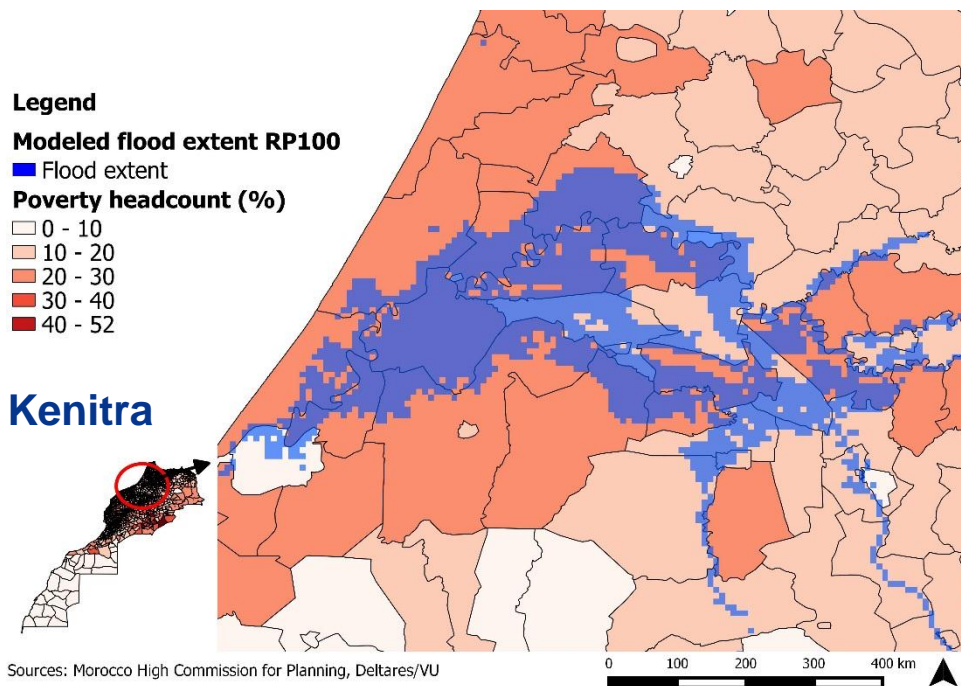 Legend
Modeled flood extent RP100
Flood extent
Poverty headcount (%)
0 - 10
10 - 20
20 - 30
30 - 40
40 - 52
Kenitra
Sources: Morocco High Commission for Planning, Deltares/VU
0 100 200 300 400 km